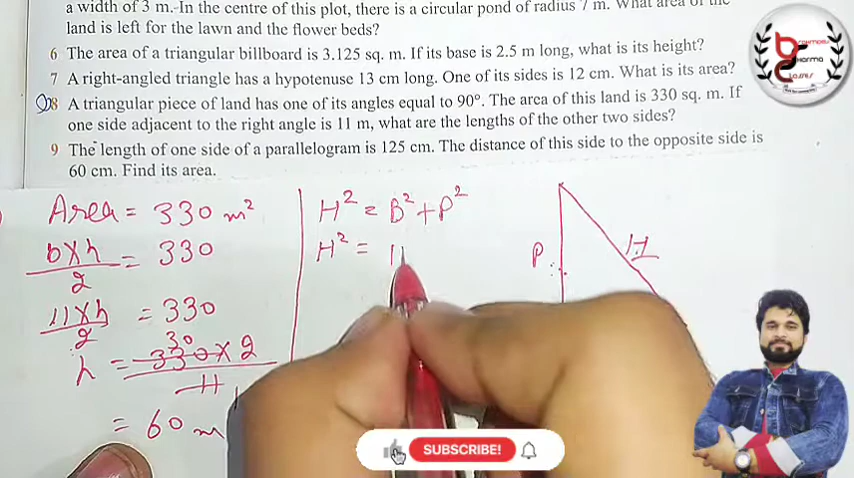 a width of 3 m. In the centre of this plot, there is a circular pond of radius 7 m. What area of the
land is left for the lawn and the flower beds?
6 The area of a triangular billboard is 3.125 sq. m. If its base is 2.5 m long, what is its height?
7 A right-angled triangle has a hypotenuse 13 cm long. One of its sides is 12 cm. What is its area?
8 A triangular piece of land has one of its angles equal to 90°. The area of this land is 330 sq. m. If
one side adjacent to the right angle is 11 m, what are the lengths of the other two sides?
9 The length of one side of a parallelogram is 125 cm. The distance of this side to the opposite side is
60 cm. Find its area.
Area = 330 m²
b×h/2 = 330
11×h/2 = 330
30
h = 330×2/11
= 60 m
H² = B² + P²
H² = 11
P
H
SUBSCRIBE!